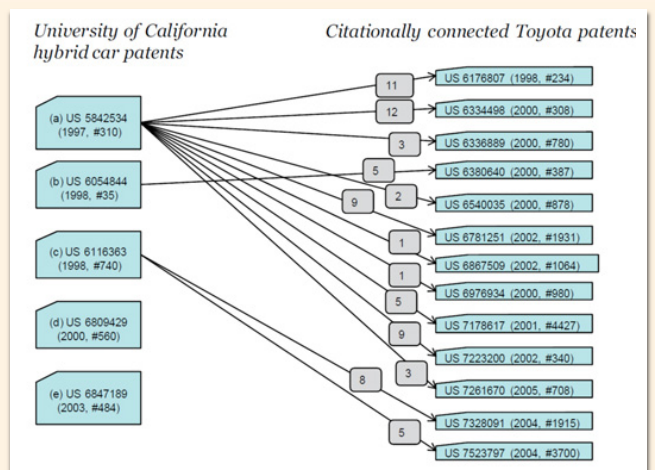 University of California
hybrid car patents
Citationally connected Toyota patents
(a) US 5842534
(1997, #310)
(b) US 6054844
(1998, #35)
(c) US 6116363
(1998, #740)
(d) US 6809429
(2000, #560)
(e) US 6847189
(2003, #484)
11
12
3
5
2
9
1
1
5
9
3
8
5
US 6176807 (1998, #234)
US 6334498 (2000, #308)
US 6336889 (2000, #780)
US 6380640 (2000, #387)
US 6540035 (2000, #878)
US 6781251 (2002, #1931)
US 6867509 (2002, #1064)
US 6976934 (2000, #980)
US 7178617 (2001, #4427)
US 7223200 (2002, #340)
US 7261670 (2005, #708)
US 7328091 (2004, #1915)
US 7523797 (2004, #3700)